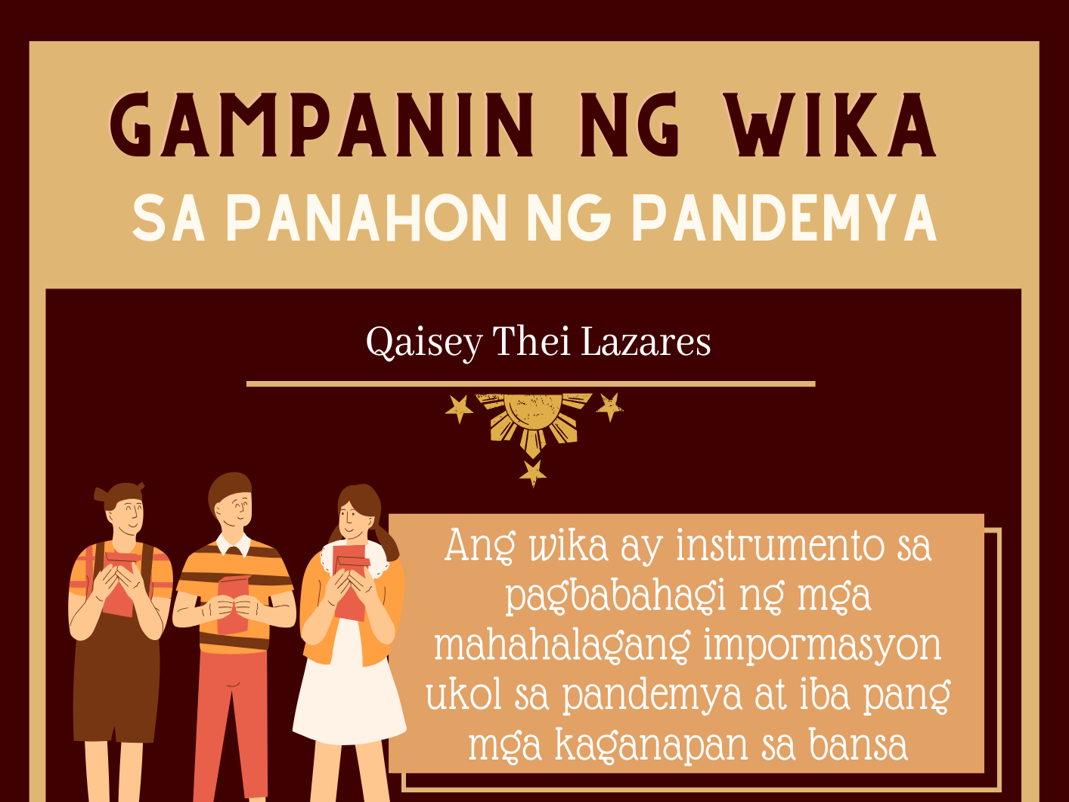 GAMPANIN NG WIKA
SA PANAHON NG PANDEMYA
Qaisey Thei Lazares
Ang wika ay instrumento sa
pagbabahagi ng mga
mahahalagang impormasyon
ukol sa pandemya at iba pang
mga kaganapan sa bansa